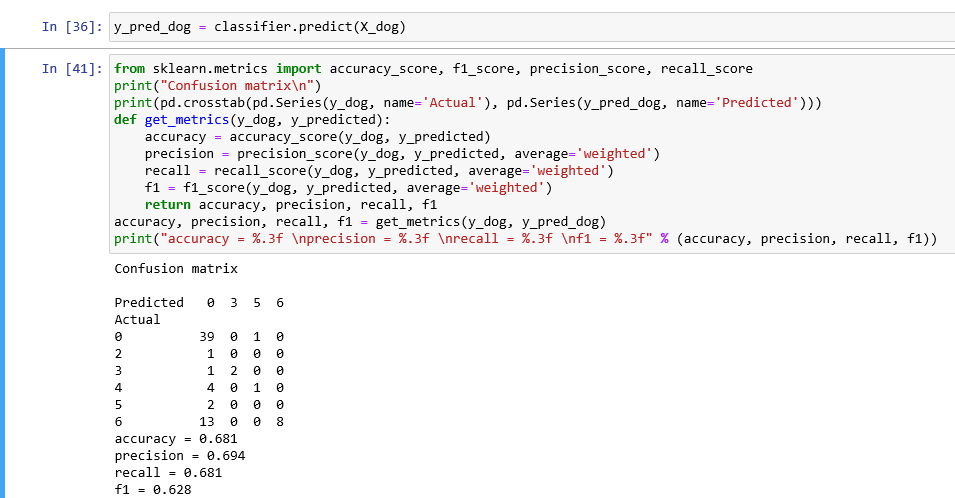 In [36]: y_pred_dog = classifier.predict(X_dog)
In [41]: from sklearn.metrics import accuracy_score, f1_score, precision_score, recall_score
print("Confusion matrix\n")
print(pd.crosstab(pd.Series(y_dog, name='Actual'), pd.Series(y_pred_dog, name='Predicted')))
def get_metrics(y_dog, y_predicted):
    accuracy = accuracy_score(y_dog, y_predicted)
    precision = precision_score(y_dog, y_predicted, average='weighted')
    recall = recall_score(y_dog, y_predicted, average='weighted')
    f1 = f1_score(y_dog, y_predicted, average='weighted')
    return accuracy, precision, recall, f1
accuracy, precision, recall, f1 = get_metrics(y_dog, y_pred_dog)
print("accuracy = %.3f \nprecision = %.3f \nrecall = %.3f \nf1 = %.3f" % (accuracy, precision, recall, f1))
Confusion matrix
Predicted   0  3  5  6
Actual
0          39  0  1  0
2           1  0  0  0
3           1  2  0  0
4           4  0  1  0
5           2  0  0  0
6          13  0  0  8
accuracy = 0.681
precision = 0.694
recall = 0.681
f1 = 0.628